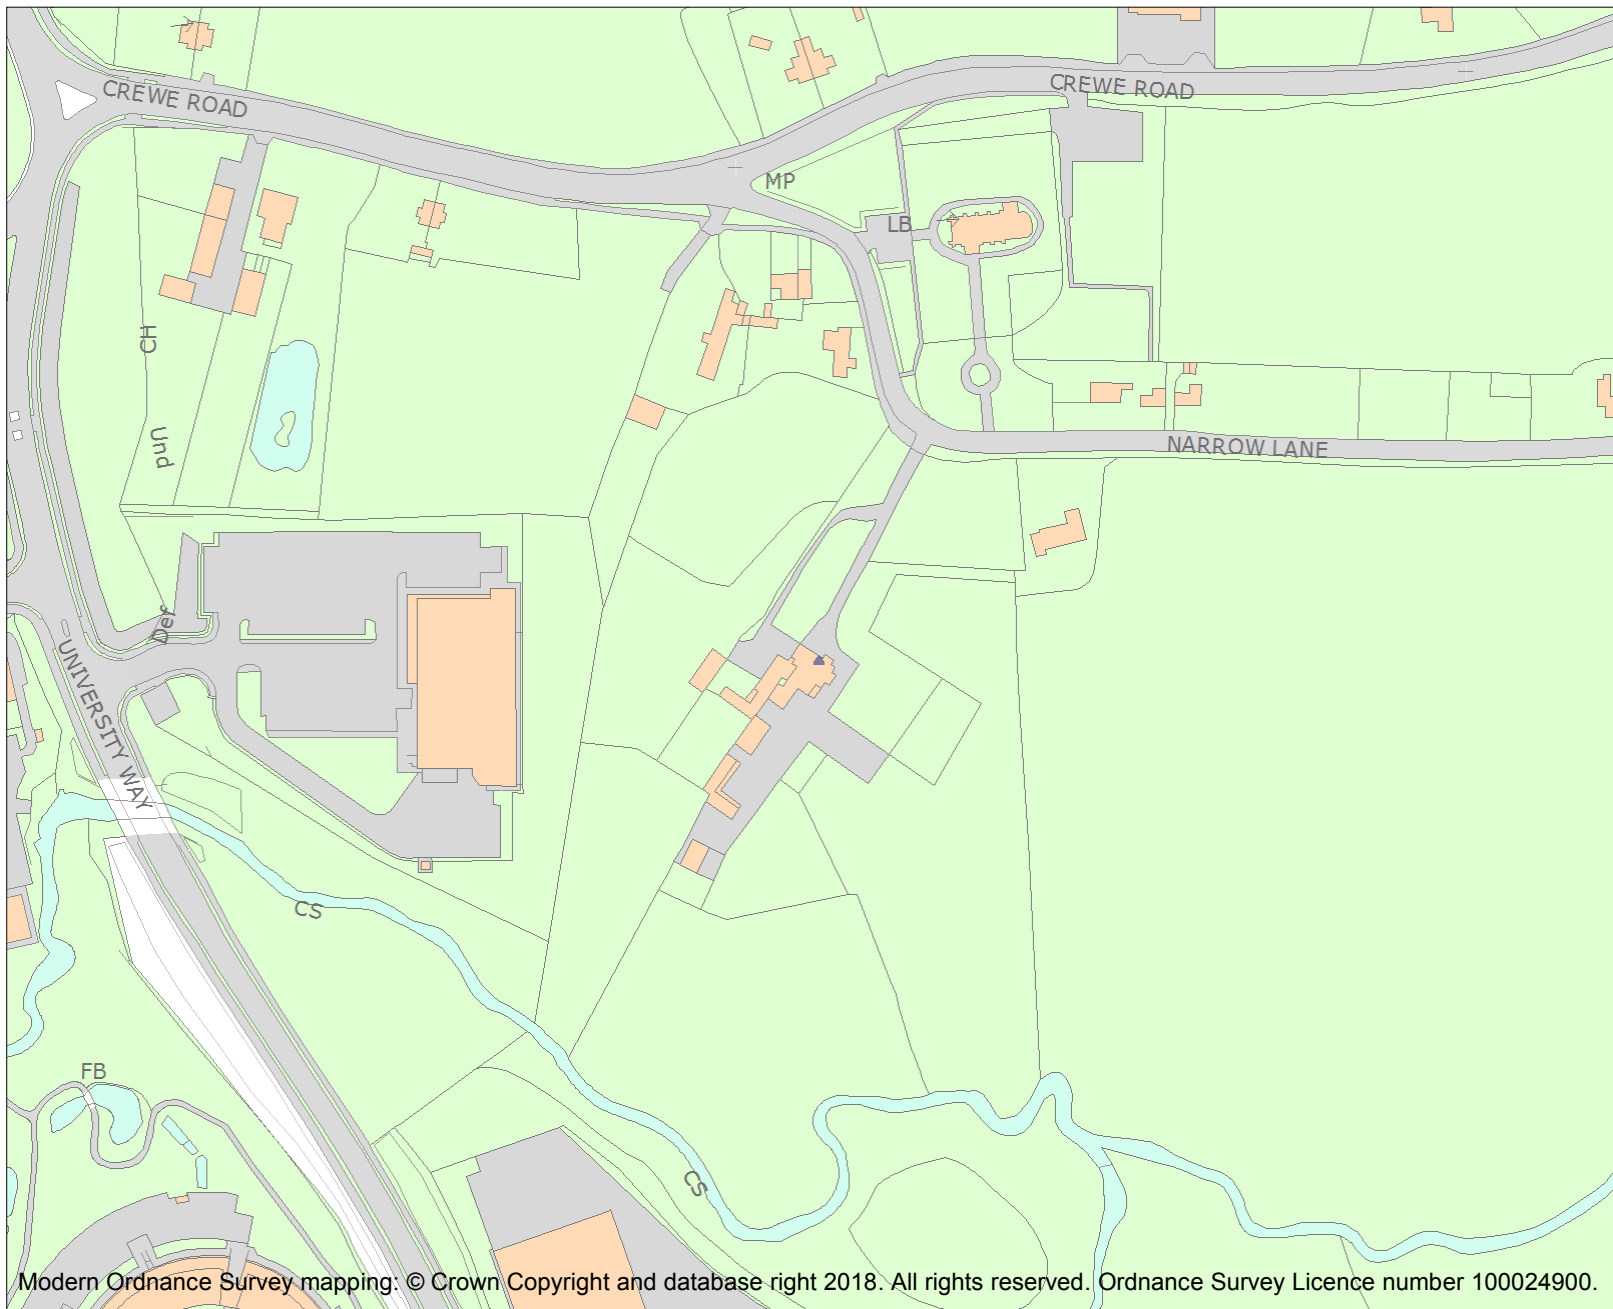 CREWE ROAD
CREWE ROAD
MP
LB
CH
Und
NARROW LANE
Def
UNIVERSITY WAY
CS
FB
CS
Modern Ordnance Survey mapping: © Crown Copyright and database right 2018. All rights reserved. Ordnance Survey Licence number 100024900.